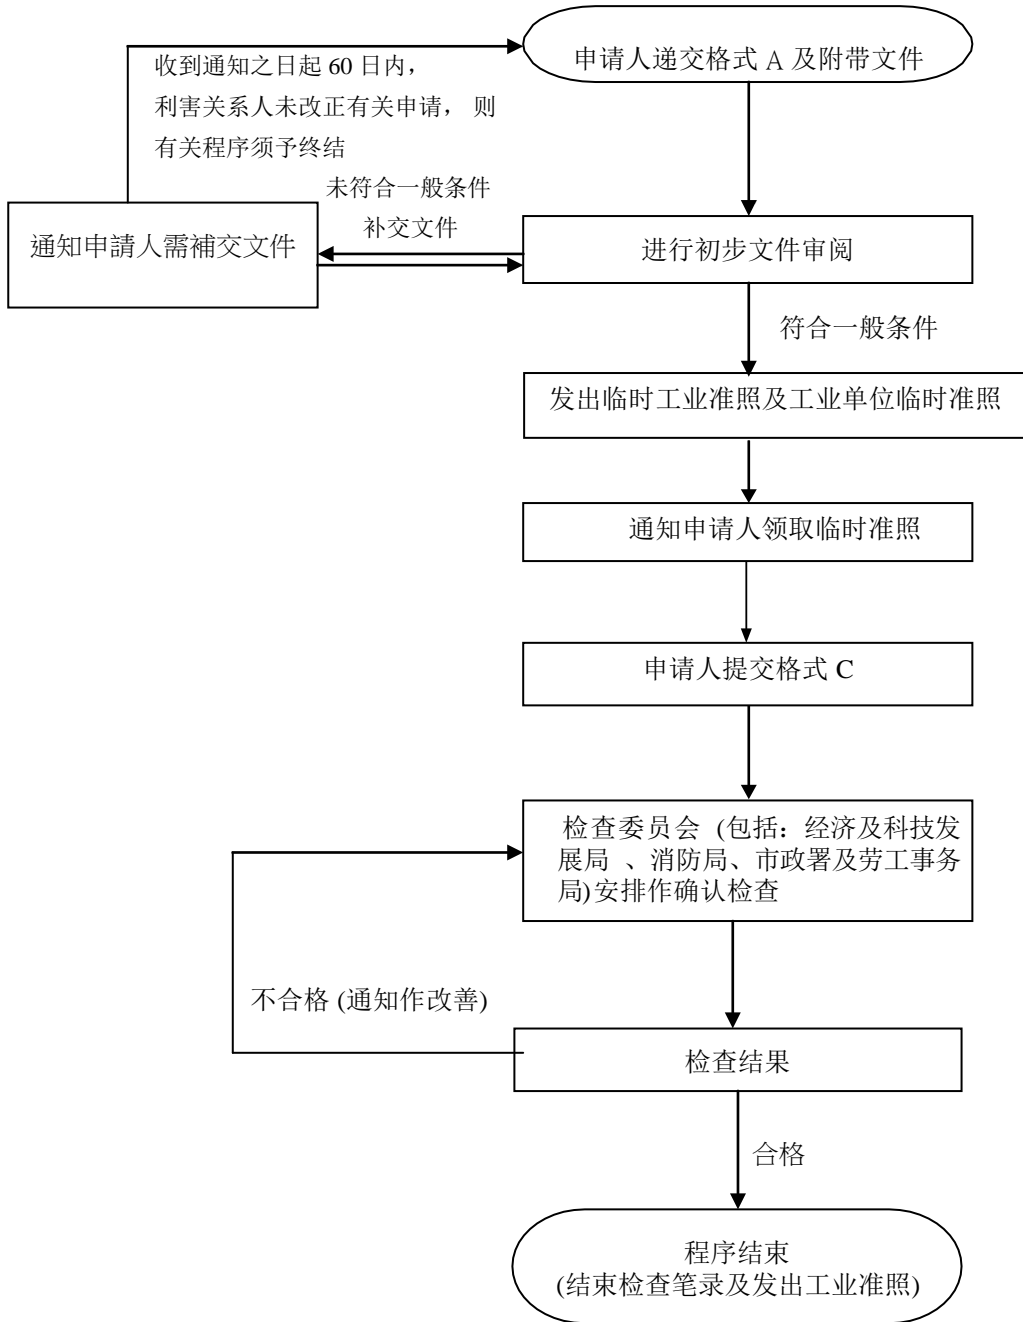 申请人递交格式 A 及附带文件
收到通知之日起 60 日内，
利害关系人未改正有关申请， 则
有关程序须予终结
未符合一般条件
补交文件
通知申請人需補交文件
进行初步文件审阅
符合一般条件
发出临时工业准照及工业单位临时准照
通知申请人领取临时准照
申请人提交格式 C
检查委员会 (包括：经济及科技发
展局 、消防局、市政署及劳工事务
局)安排作确认检查
不合格 (通知作改善)
检查结果
合格
程序结束
(结束检查笔录及发出工业准照)